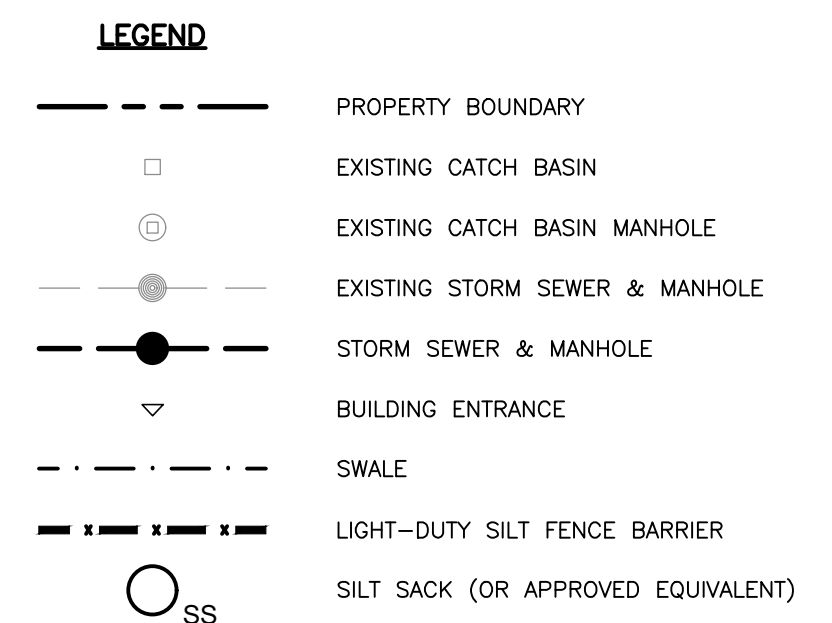 LEGEND
PROPERTY BOUNDARY
EXISTING CATCH BASIN
EXISTING CATCH BASIN MANHOLE
EXISTING STORM SEWER & MANHOLE
STORM SEWER & MANHOLE
BUILDING ENTRANCE
SWALE
LIGHT-DUTY SILT FENCE BARRIER
SILT SACK (OR APPROVED EQUIVALENT)
SS